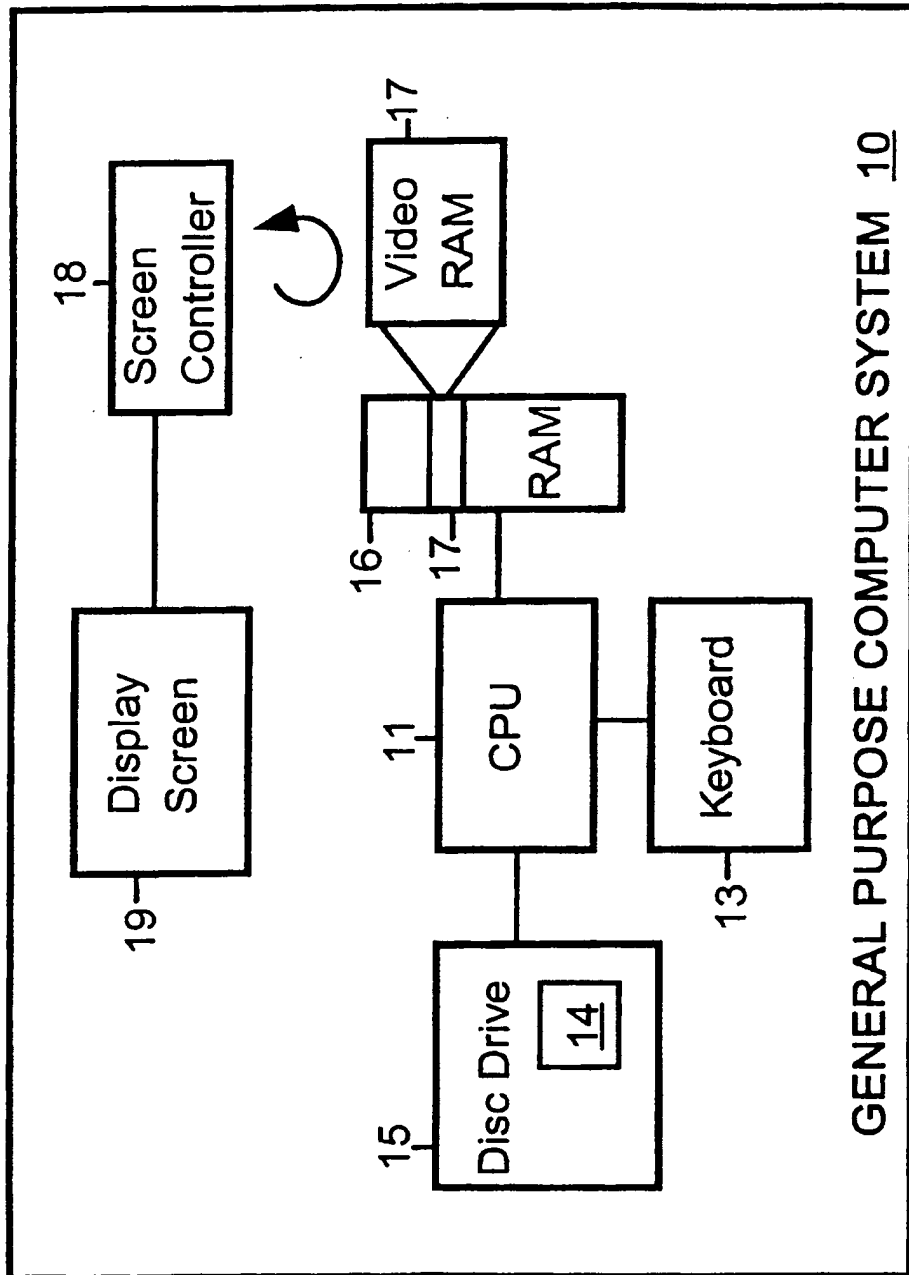 18
Screen
Controller
17
Video
RAM
Display
Screen
19
16
17
RAM
11
CPU
15
Disc Drive
14
13
Keyboard
GENERAL PURPOSE COMPUTER SYSTEM 10